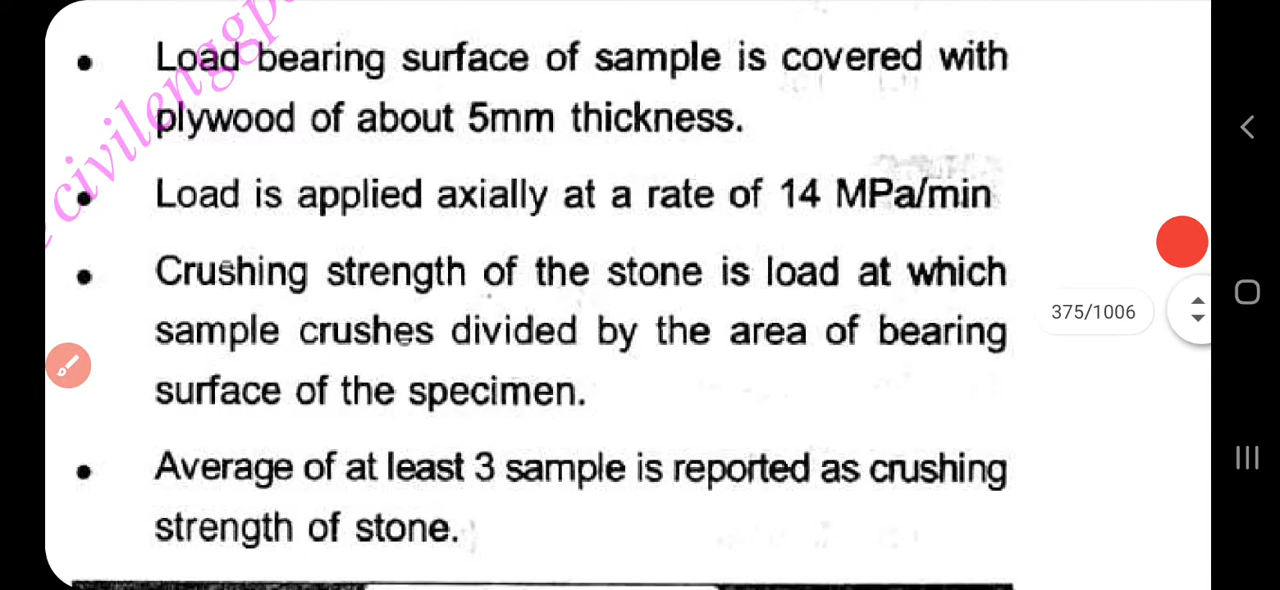 civilenggp
• Load bearing surface of sample is covered with
plywood of about 5mm thickness.
• Load is applied axially at a rate of 14 MPa/min
• Crushing strength of the stone is load at which
sample crushes divided by the area of bearing
surface of the specimen.
375/1006
• Average of at least 3 sample is reported as crushing
strength of stone.